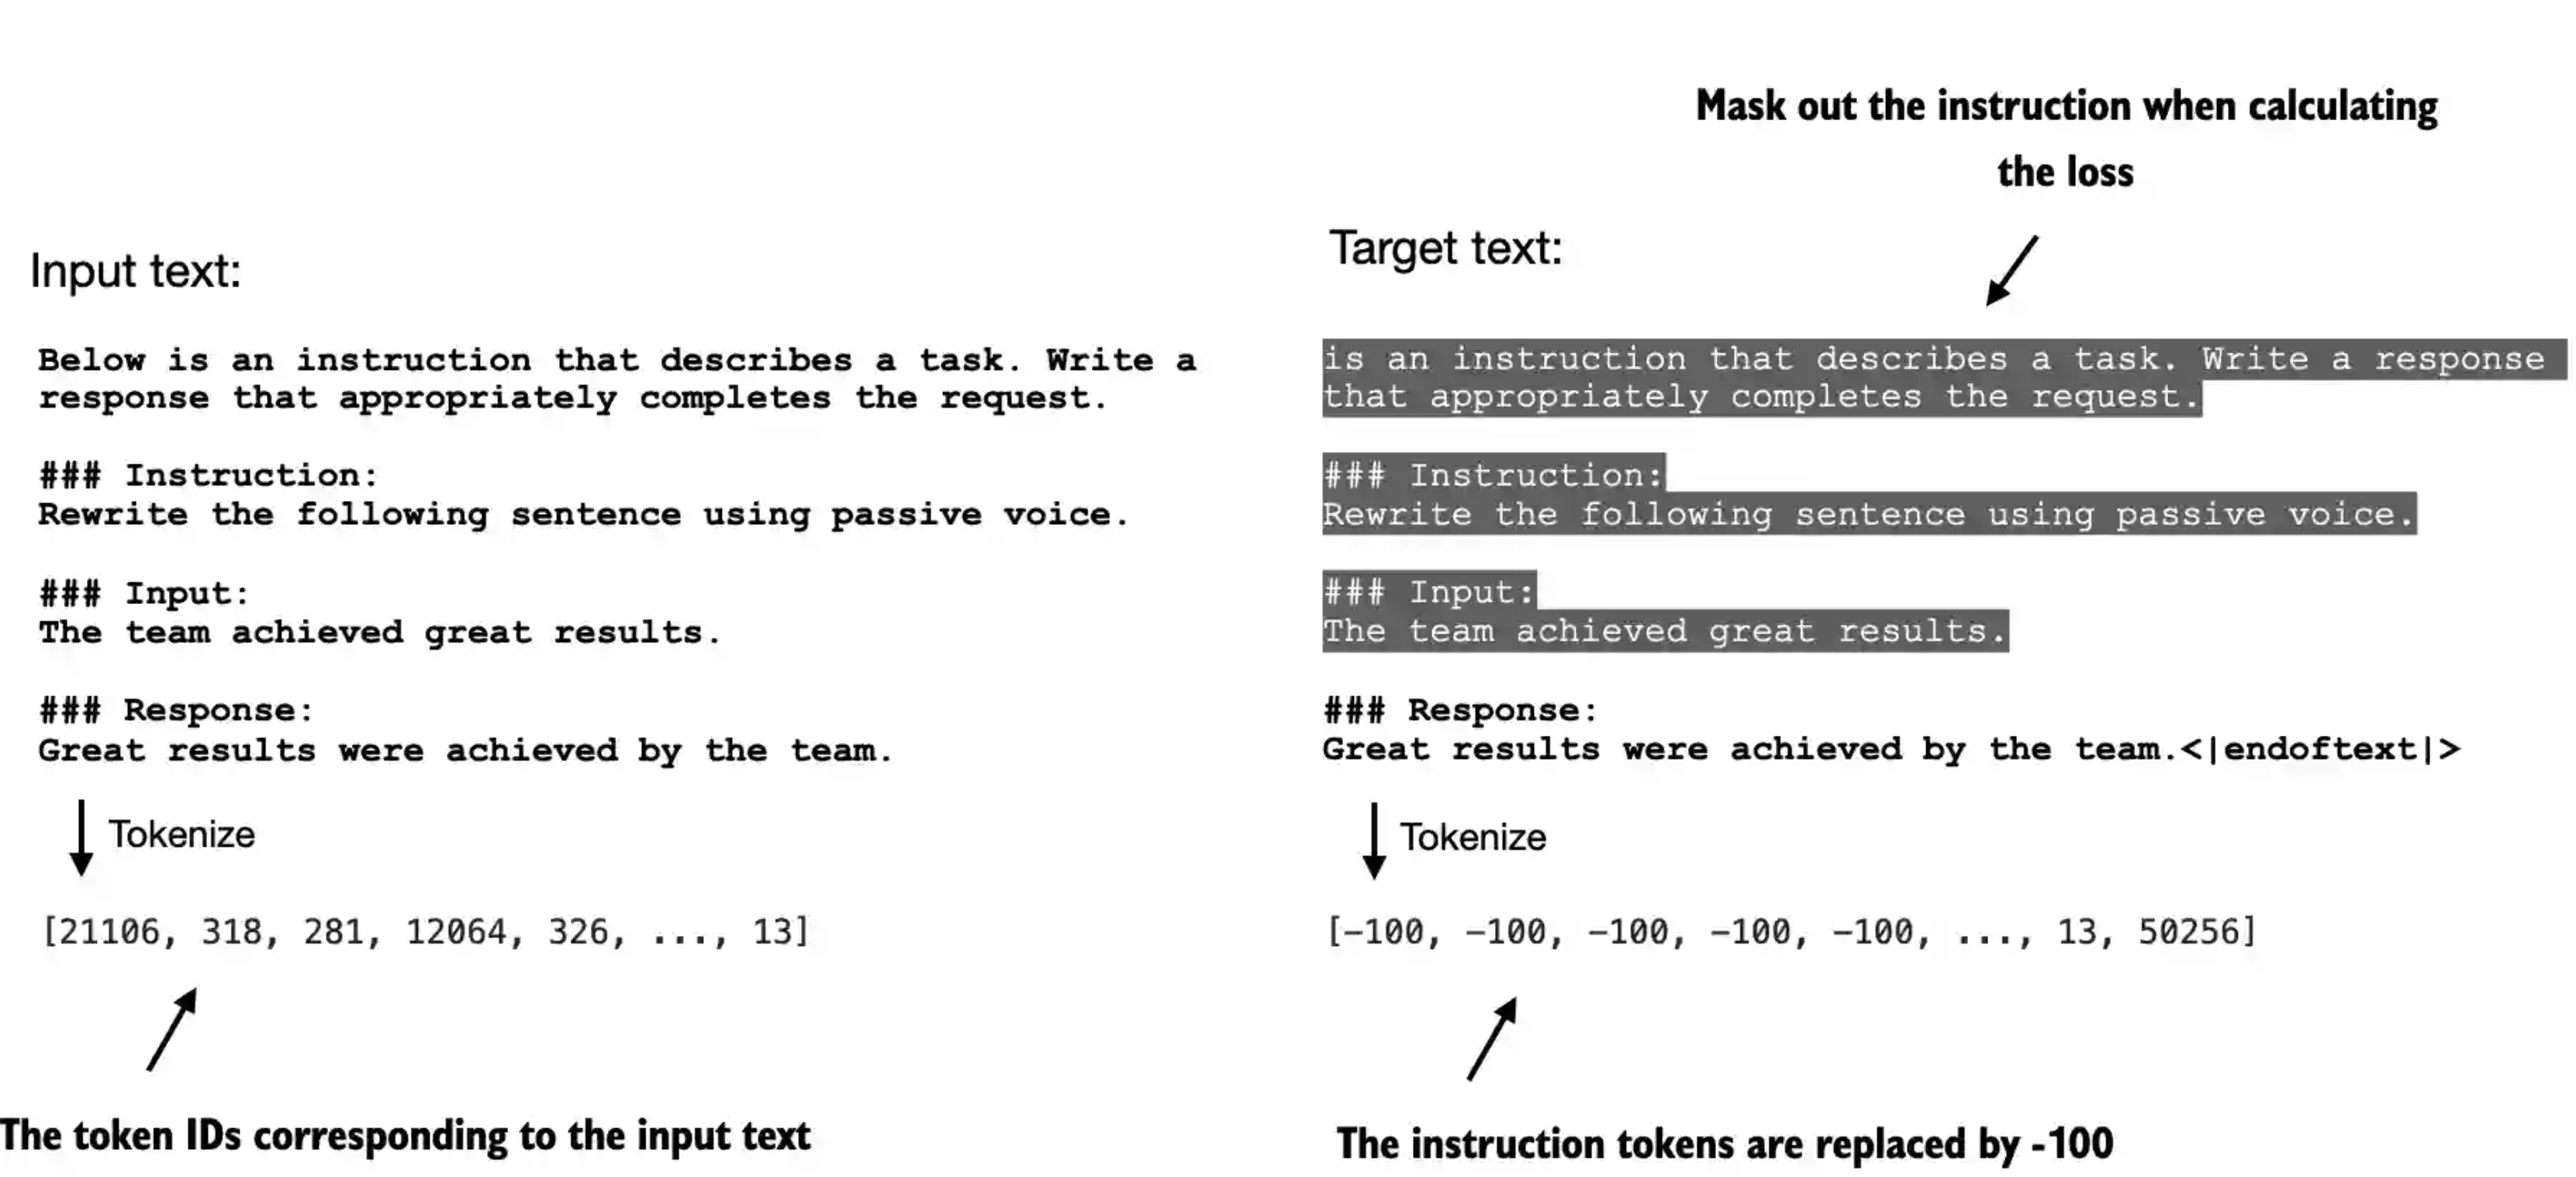 Input text:
Below is an instruction that describes a task. Write a
response that appropriately completes the request.
### Instruction:
Rewrite the following sentence using passive voice.
### Input:
The team achieved great results.
### Response:
Great results were achieved by the team.
Tokenize
[21106, 318, 281, 12064, 326, ..., 13]
The token IDs corresponding to the input text
Mask out the instruction when calculating
the loss
Target text:
is an instruction that describes a task. Write a response
that appropriately completes the request.
### Instruction:
Rewrite the following sentence using passive voice.
### Input:
The team achieved great results.
### Response:
Great results were achieved by the team.<|endoftext|>
Tokenize
[-100, -100, -100, -100, -100, ..., 13, 50256]
The instruction tokens are replaced by -100